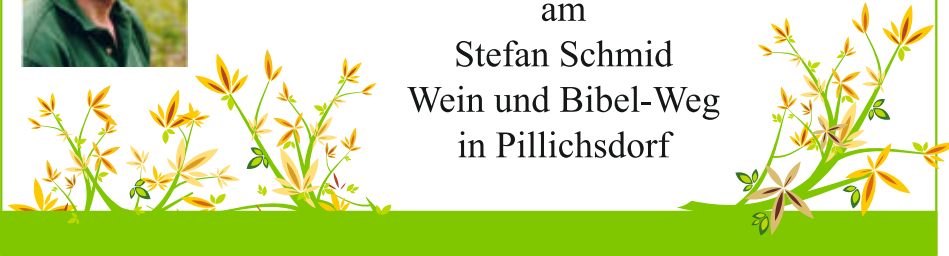 am
Stefan Schmid
Wein und Bibel-Weg
in Pillichsdorf